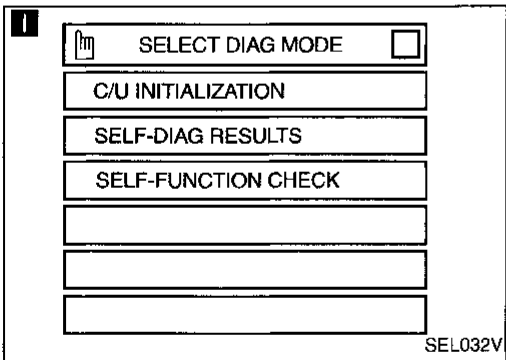 SELECT DIAG MODE
C/U INITIALIZATION
SELF-DIAG RESULTS
SELF-FUNCTION CHECK
SEL032V